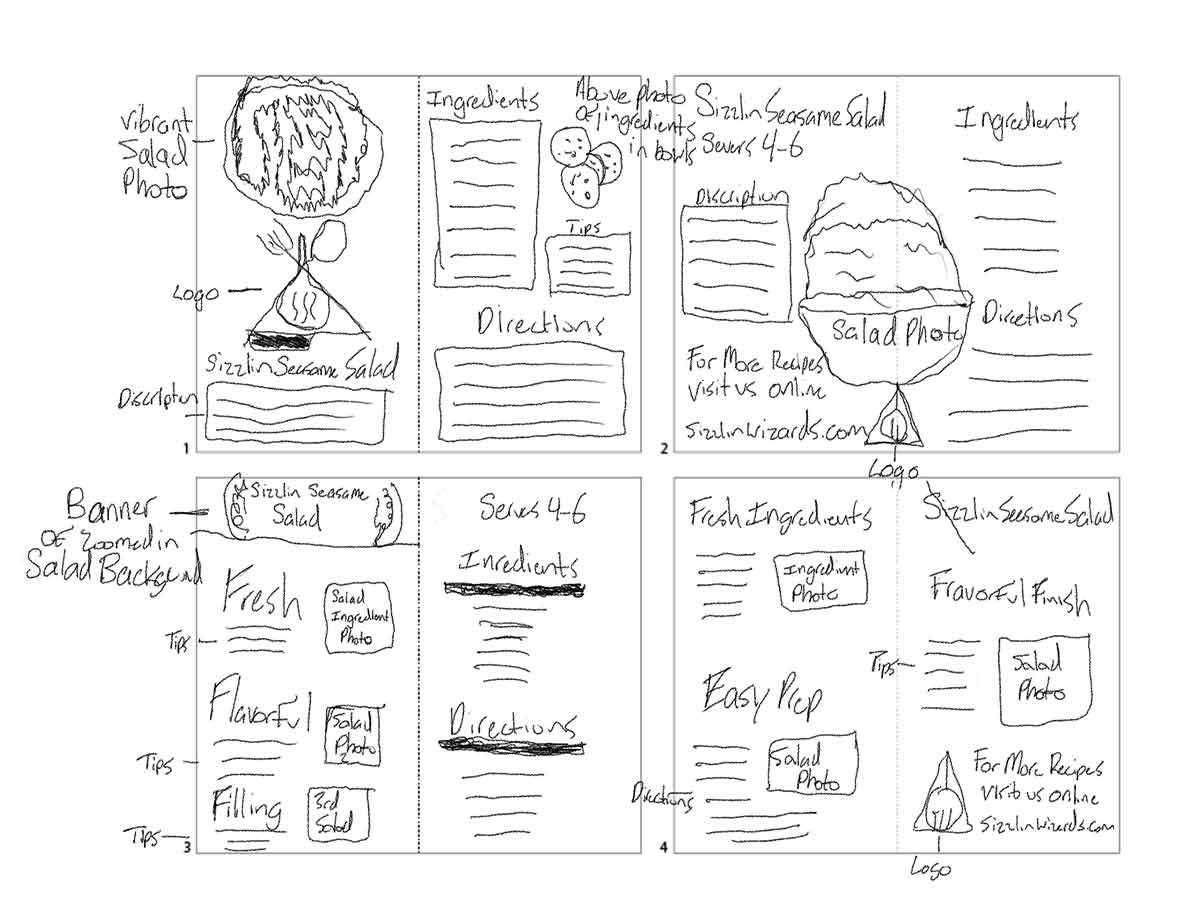 Vibrant
Salad
Photo
Logo
Sizzlin Seasame Salad
Discription
1
Ingredients
Above photo
OF ingredients
in bowls
Tips
Directions
Sizzlin Seasame Salad
Servers 4-6
Discription
Salad Photo
For More Recipes
visit us online
sizzlinwizards.com
Logo
Ingredients
Directions
2
Banner
OF Zoomed in
Salad Backgound
Sizzlin Seasame
Salad
Fresh
Tips
Salad
Ingredient
Photo
Flavorful
Tips
Salad
Photo
2
Filling
Tips
3rd
Salad
3
Serves 4-6
Inredients
Directions
Fresh Ingredients
Ingredient
Photo
Easy Prep
Salad
Photo
Directions
4
Sizzlin Seasame Salad
Fravorful Finish
Tips
Salad
Photo
For More Recipes
visit us online
sizzlinwizards.com
Logo